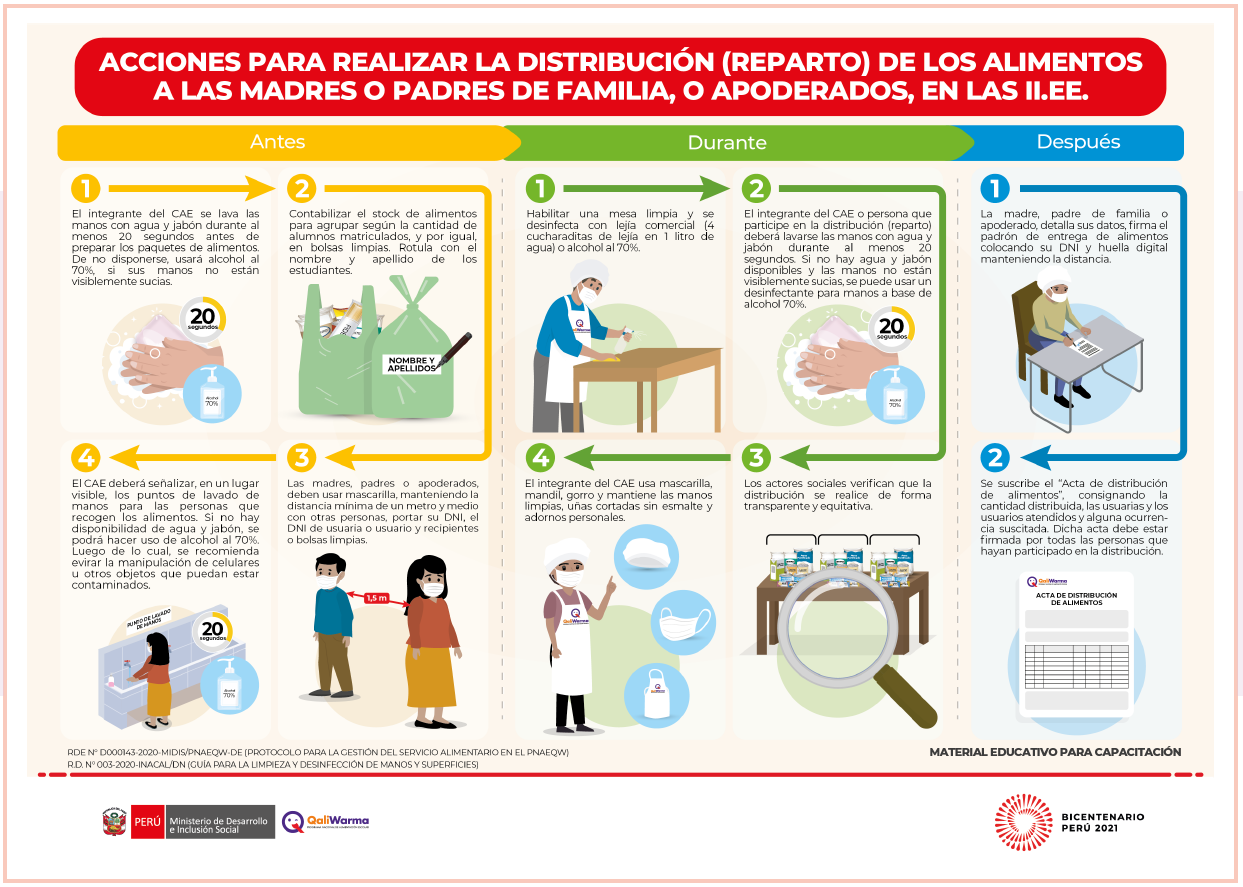 ACCIONES PARA REALIZAR LA DISTRIBUCIÓN (REPARTO) DE LOS ALIMENTOS
A LAS MADRES O PADRES DE FAMILIA, O APODERADOS, EN LAS II.EE.
Antes
1
El integrante del CAE se lava las
manos con agua y jabón durante al
menos 20 segundos antes de
preparar los paquetes de alimentos.
De no disponerse, usará alcohol al
70%, si sus manos no están
visiblemente sucias.
20
segundos
Alcohol
70%
2
Contabilizar el stock de alimentos
para agrupar según la cantidad de
alumnos matriculados, y por igual,
en bolsas limpias. Rotula con el
nombre y apellido de los
estudiantes.
NOMBRE Y
APELLIDOS
3
Las madres, padres o apoderados,
deben usar mascarilla, manteniendo la
distancia mínima de un metro y medio
con otras personas, portar su DNI, el
DNI de usuaria o usuario y recipientes
o bolsas limpias.
1,5 m
4
El CAE deberá señalizar, en un lugar
visible, los puntos de lavado de
manos para las personas que
recogen los alimentos. Si no hay
disponibilidad de agua y jabón, se
podrá hacer uso de alcohol al 70%.
Luego de lo cual, se recomienda
evirar la manipulación de celulares
u otros objetos que puedan estar
contaminados.
PUNTO DE LAVADO
DE MANOS
20
segundos
Alcohol
70%
Durante
1
Habilitar una mesa limpia y se
desinfecta con lejía comercial (4
cucharaditas de lejía en 1 litro de
agua) o alcohol al 70%.
QaliWarma
2
El integrante del CAE o persona que
participe en la distribución (reparto)
deberá lavarse las manos con agua y
jabón durante al menos 20
segundos. Si no hay agua y jabón
disponibles y las manos no están
visiblemente sucias, se puede usar un
desinfectante para manos a base de
alcohol 70%.
20
segundos
Alcohol
70%
3
Los actores sociales verifican que la
distribución se realice de forma
transparente y equitativa.
4
El integrante del CAE usa mascarilla,
mandil, gorro y mantiene las manos
limpias, uñas cortadas sin esmalte y
adornos personales.
QaliWarma
Después
1
La madre, padre de familia o
apoderado, detalla sus datos, firma el
padrón de entrega de alimentos
colocando su DNI y huella digital
manteniendo la distancia.
2
Se suscribe el “Acta de distribución
de alimentos”, consignando la
cantidad distribuida, las usuarias y los
usuarios atendidos y alguna ocurren-
cia suscitada. Dicha acta debe estar
firmada por todas las personas que
hayan participado en la distribución.
QaliWarma
ACTA DE DISTRIBUCIÓN
DE ALIMENTOS
RDE N° D000143-2020-MIDIS/PNAEQW-DE (PROTOCOLO PARA LA GESTIÓN DEL SERVICIO ALIMENTARIO EN EL PNAEQW)
R.D. N° 003-2020-INACAL/DN (GUÍA PARA LA LIMPIEZA Y DESINFECCIÓN DE MANOS Y SUPERFICIES)
MATERIAL EDUCATIVO PARA CAPACITACIÓN
PERÚ
Ministerio de Desarrollo
e Inclusión Social
QaliWarma
PROGRAMA NACIONAL DE ALIMENTACIÓN ESCOLAR
BICENTENARIO
PERÚ 2021